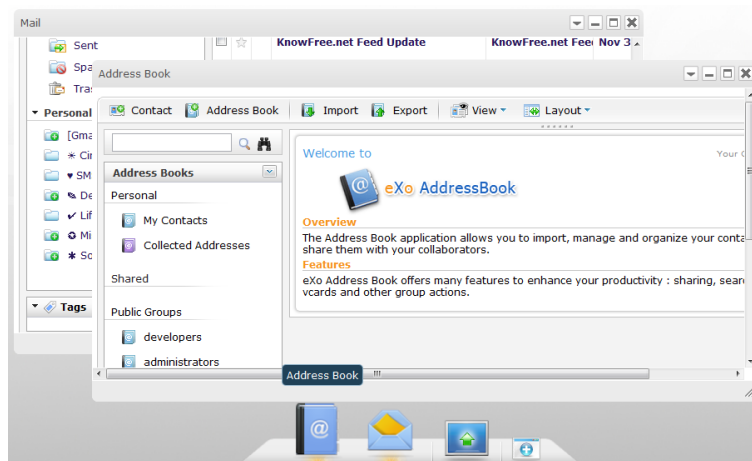 Mail
Sent
KnowFree.net Feed Update KnowFree.net Feed Nov 3
Spa
Tra
Personal
[Gma
Cir
SM
De
Lif
Mi
So
Tags
Address Book
Contact Address Book Import Export View Layout
Address Books
Personal
My Contacts
Collected Addresses
Shared
Public Groups
developers
administrators
Welcome to
Your
eXo AddressBook
Overview
The Address Book application allows you to import, manage and organize your conta
share them with your collaborators.
Features
eXo Address Book offers many features to enhance your productivity : sharing, sear
vcards and other group actions.
Address Book
@